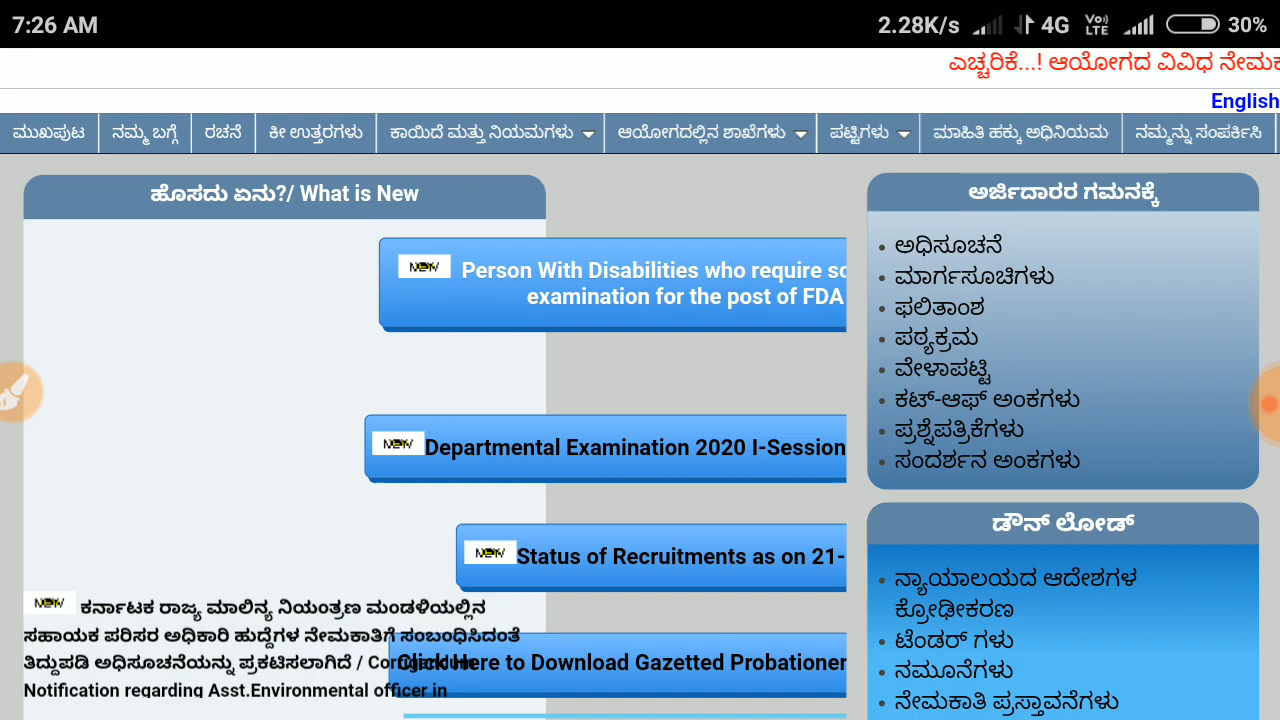 7:26 AM
2.28K/s 4G Vo) LTE 30%
ಎಚ್ಚರಿಕೆ...! ಆಯೋಗದ ವಿವಿಧ
English
ಮುಖಪುಟ ನಮ್ಮ ಬಗ್ಗೆ ರಚನೆ ಕೀ ಉತ್ತರಗಳು ಕಾಯಿದೆ ಮತ್ತು ನಿಯಮಗಳು ಆಯೋಗದಲ್ಲಿನ ಶಾಖೆಗಳು ಪಟ್ಟಿಗಳು ಮಾಹಿತಿ ಹಕ್ಕು ಅಧಿನಿಯಮ ನಮ್ಮನ್ನು ಸಂಪರ್ಕಿಸಿ
ಹೊಸದು ಏನು?/ What is New
NEW Person With Disabilities who require
examination for the post of FDA
NEW Departmental Examination 2020 I-Session
NEW Status of Recruitments as on 21-
NEW ಕರ್ನಾಟಕ ರಾಜ್ಯ ಮಾಲಿನ್ಯ ನಿಯಂತ್ರಣ ಮಂಡಳಿಯಲ್ಲಿನ
ಸಹಾಯಕ ಪರಿಸರ ಅಧಿಕಾರಿ ಹುದ್ದೆಗಳ ನೇಮಕಾತಿಗೆ ಸಂಬಂಧಿಸಿದಂತೆ
ತಿದ್ದುಪಡಿ ಅಧಿಸೂಚನೆಯನ್ನು ಪ್ರಕಟಿಸಲಾಗಿದೆ / Corrigendum
Notification regarding Asst.Environmental officer in
Click Here to Download Gazetted Probationer
ಅರ್ಜಿದಾರರ ಗಮನಕ್ಕೆ
• ಅಧಿಸೂಚನೆ
• ಮಾರ್ಗಸೂಚಿಗಳು
• ಫಲಿತಾಂಶ
• ಪಠ್ಯಕ್ರಮ
• ವೇಳಾಪಟ್ಟಿ
• ಕಟ್-ಆಫ್ ಅಂಕಗಳು
• ಪ್ರಶ್ನೆಪತ್ರಿಕೆಗಳು
• ಸಂದರ್ಶನ ಅಂಕಗಳು
ಡೌನ್ ಲೋಡ್
• ನ್ಯಾಯಾಲಯದ ಆದೇಶಗಳ
ಕ್ರೋಢೀಕರಣ
• ಟೆಂಡರ್ ಗಳು
• ನಮೂನೆಗಳು
• ನೇಮಕಾತಿ ಪ್ರಸ್ತಾವನೆಗಳು